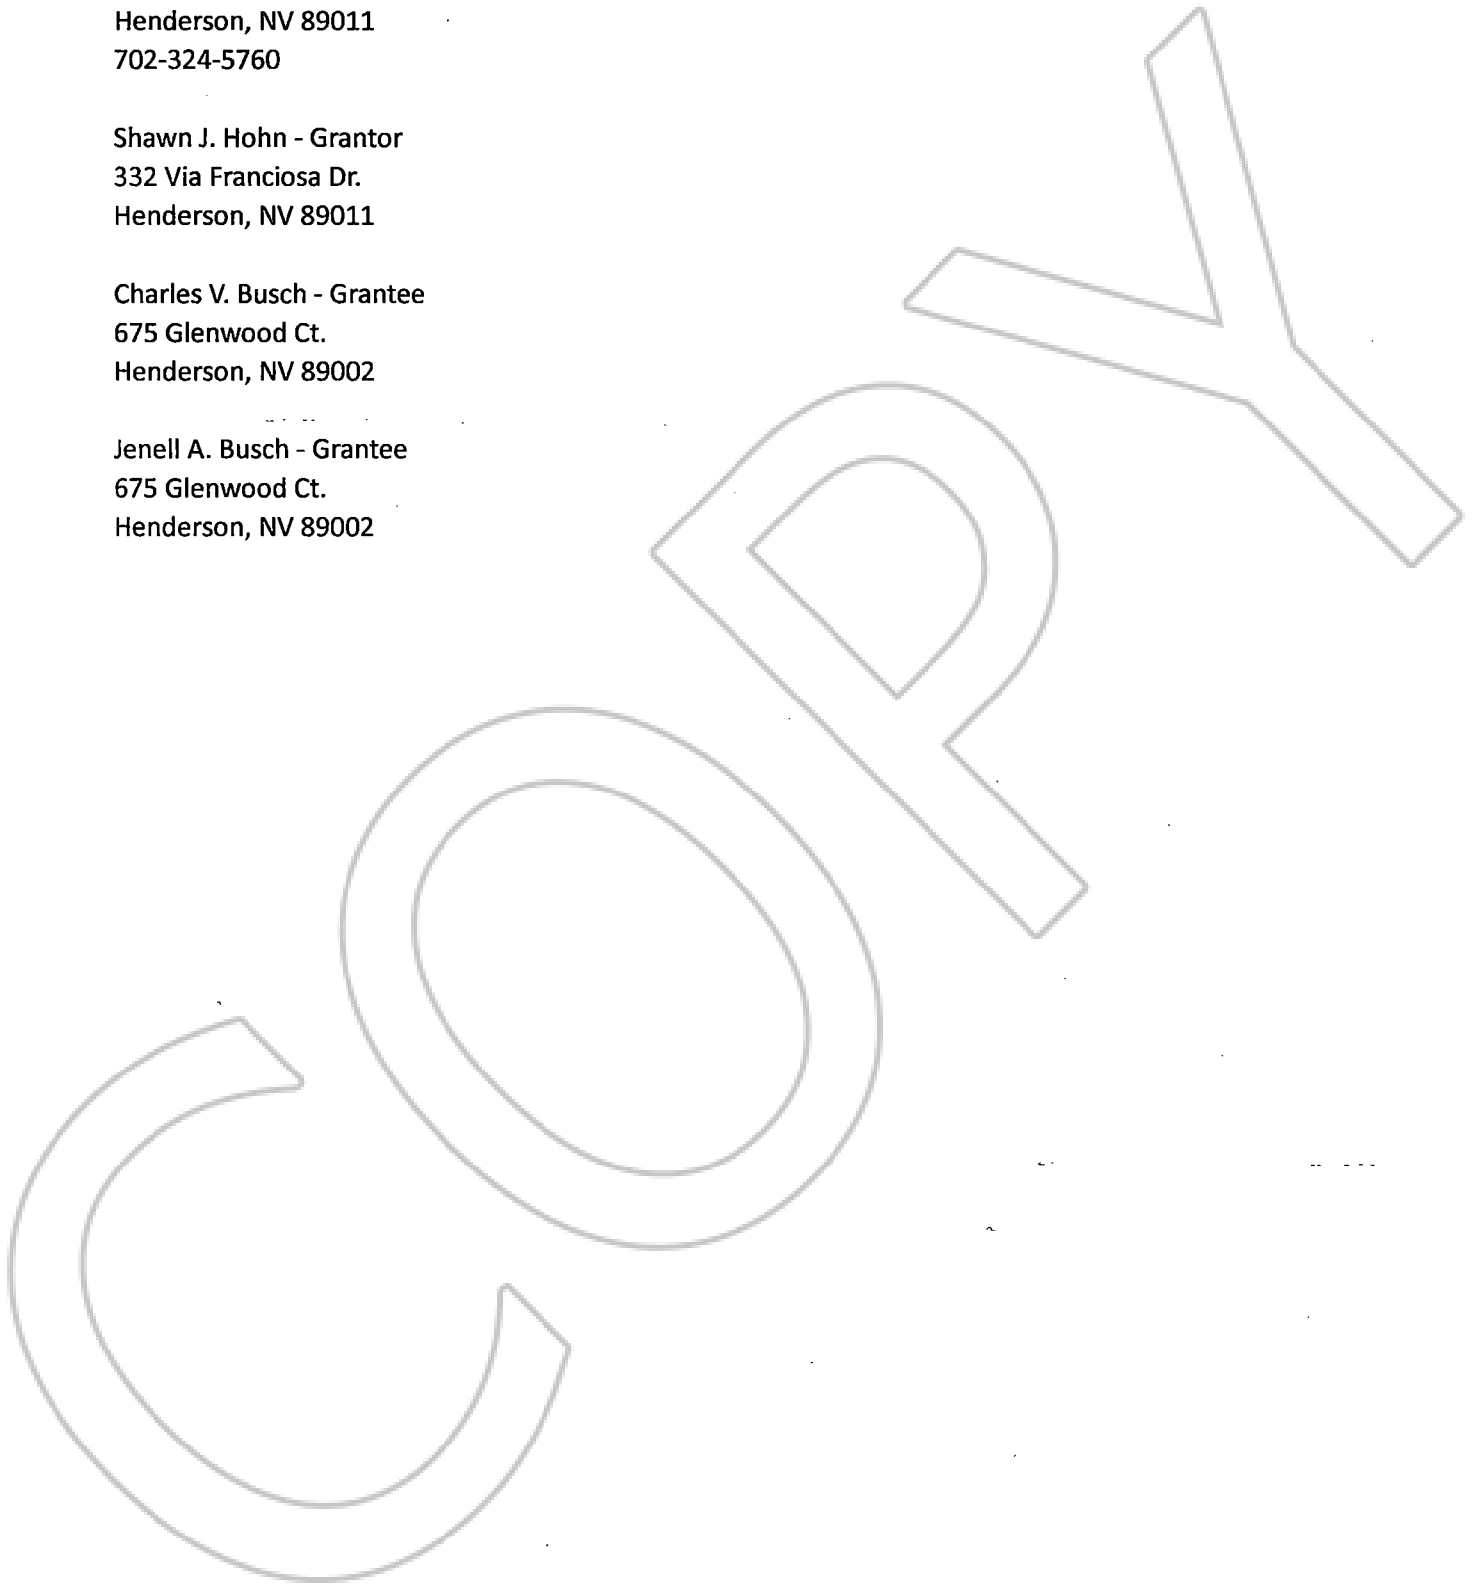 Henderson, NV 89011
702-324-5760
Shawn J. Hohn - Grantor
332 Via Franciosa Dr.
Henderson, NV 89011
Charles V. Busch - Grantee
675 Glenwood Ct.
Henderson, NV 89002
Jenell A. Busch - Grantee
675 Glenwood Ct.
Henderson, NV 89002
COPY